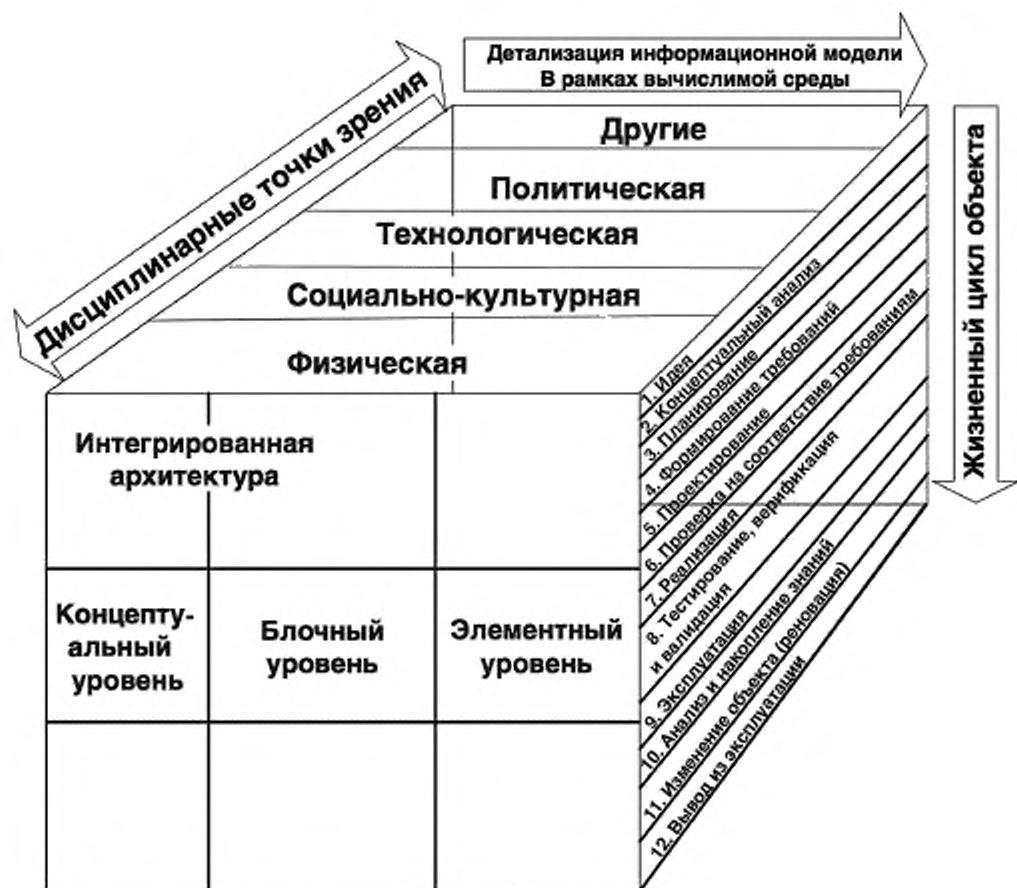 Детализация информационной модели
В рамках вычислимой среды
Дисциплинарные точки зрения
Жизненный цикл объекта
Другие
Политическая
Технологическая
Социально-культурная
Физическая
Интегрированная
архитектура
Концепту-
альный
уровень
Блочный
уровень
Элементный
уровень
1. Идея
2. Концептуальный анализ
3. Планирование
4. Формирование требований
5. Проектирование
6. Проверка на соответствие требованиям
7. Реализация
8. Тестирование, верификация
и валидация
9. Эксплуатация
10. Анализ и накопление знаний
11. Изменение объекта (реновация)
12. Вывод из эксплуатации